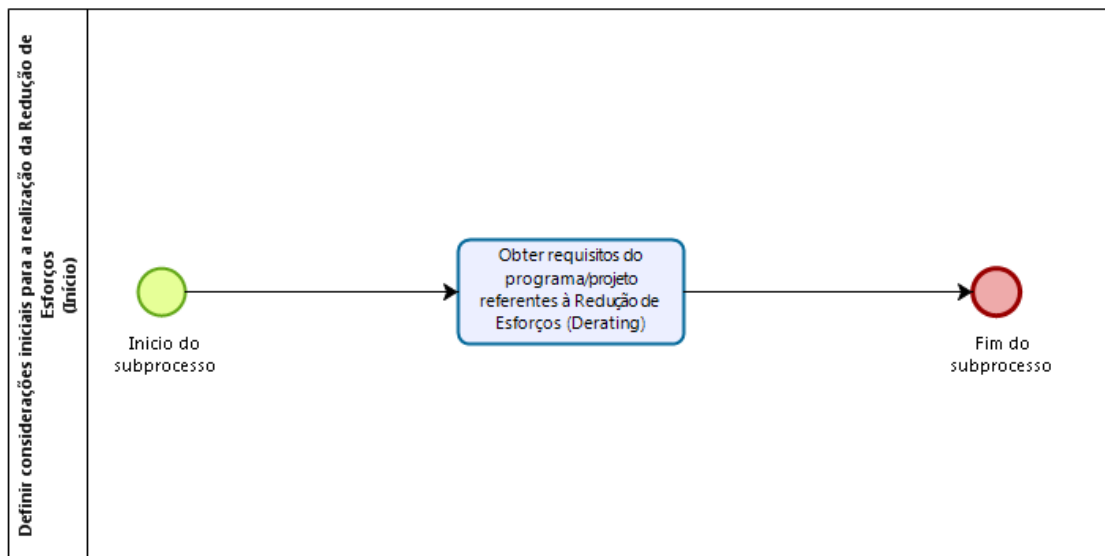 Definir considerações iniciais para a realização da Redução de
Esforços
(Início)
Obter requisitos do
programa/projeto
referentes à Redução de
Esforços (Derating)
Inicio do
subprocesso
Fim do
subprocesso